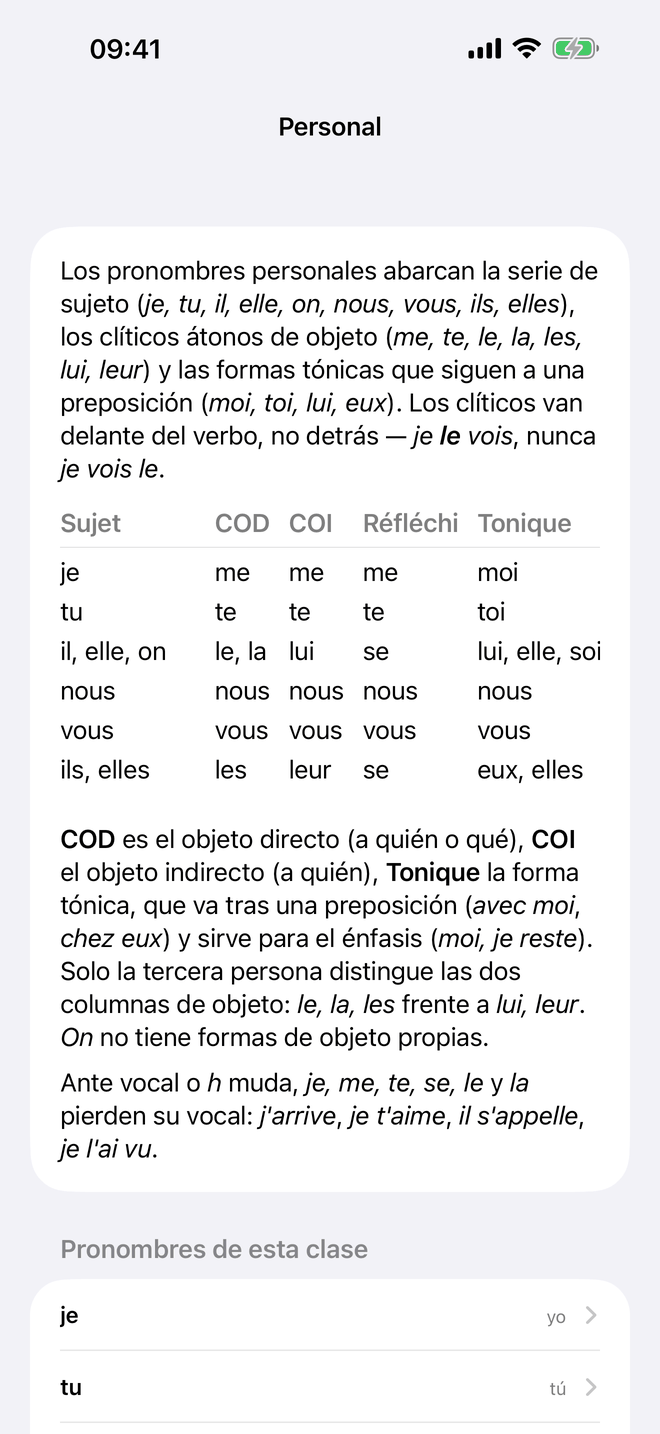 09:41
Personal
Los pronombres personales abarcan la serie de
sujeto (je, tu, il, elle, on, nous, vous, ils, elles),
los clíticos átonos de objeto (me, te, le, la, les,
lui, leur) y las formas tónicas que siguen a una
preposición (moi, toi, lui, eux). Los clíticos van
delante del verbo, no detrás — je le vois, nunca
je vois le.
Sujet COD COI Réfléchi Tonique
je me me me moi
tu te te te toi
il, elle, on le, la lui se lui, elle, soi
nous nous nous nous nous
vous vous vous vous vous
ils, elles les leur se eux, elles
COD es el objeto directo (a quién o qué), COI
el objeto indirecto (a quién), Tonique la forma
tónica, que va tras una preposición (avec moi,
chez eux) y sirve para el énfasis (moi, je reste).
Solo la tercera persona distingue las dos
columnas de objeto: le, la, les frente a lui, leur.
On no tiene formas de objeto propias.
Ante vocal o h muda, je, me, te, se, le y la
pierden su vocal: j'arrive, je t'aime, il s'appelle,
je l'ai vu.
Pronombres de esta clase
je yo
tu tú